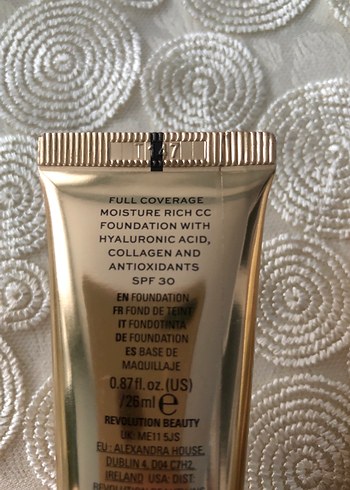 FULL COVERAGE
MOISTURE RICH CC
FOUNDATION WITH
HYALURONIC ACID,
COLLAGEN AND
ANTIOXIDANTS
SPF 30
EN FOUNDATION
FR FOND DE TEINT
IT FONDOTINTA
DE FOUNDATION
ES BASE DE
MAQUILLAJE
0.87fl.oz.(US)
/26ml e
REVOLUTION BEAUTY
UK: ME11 5JS
EU: ALEXANDRA HOUSE,
DUBLIN 4, D04 C7H2,
IRELAND USA: DIST: